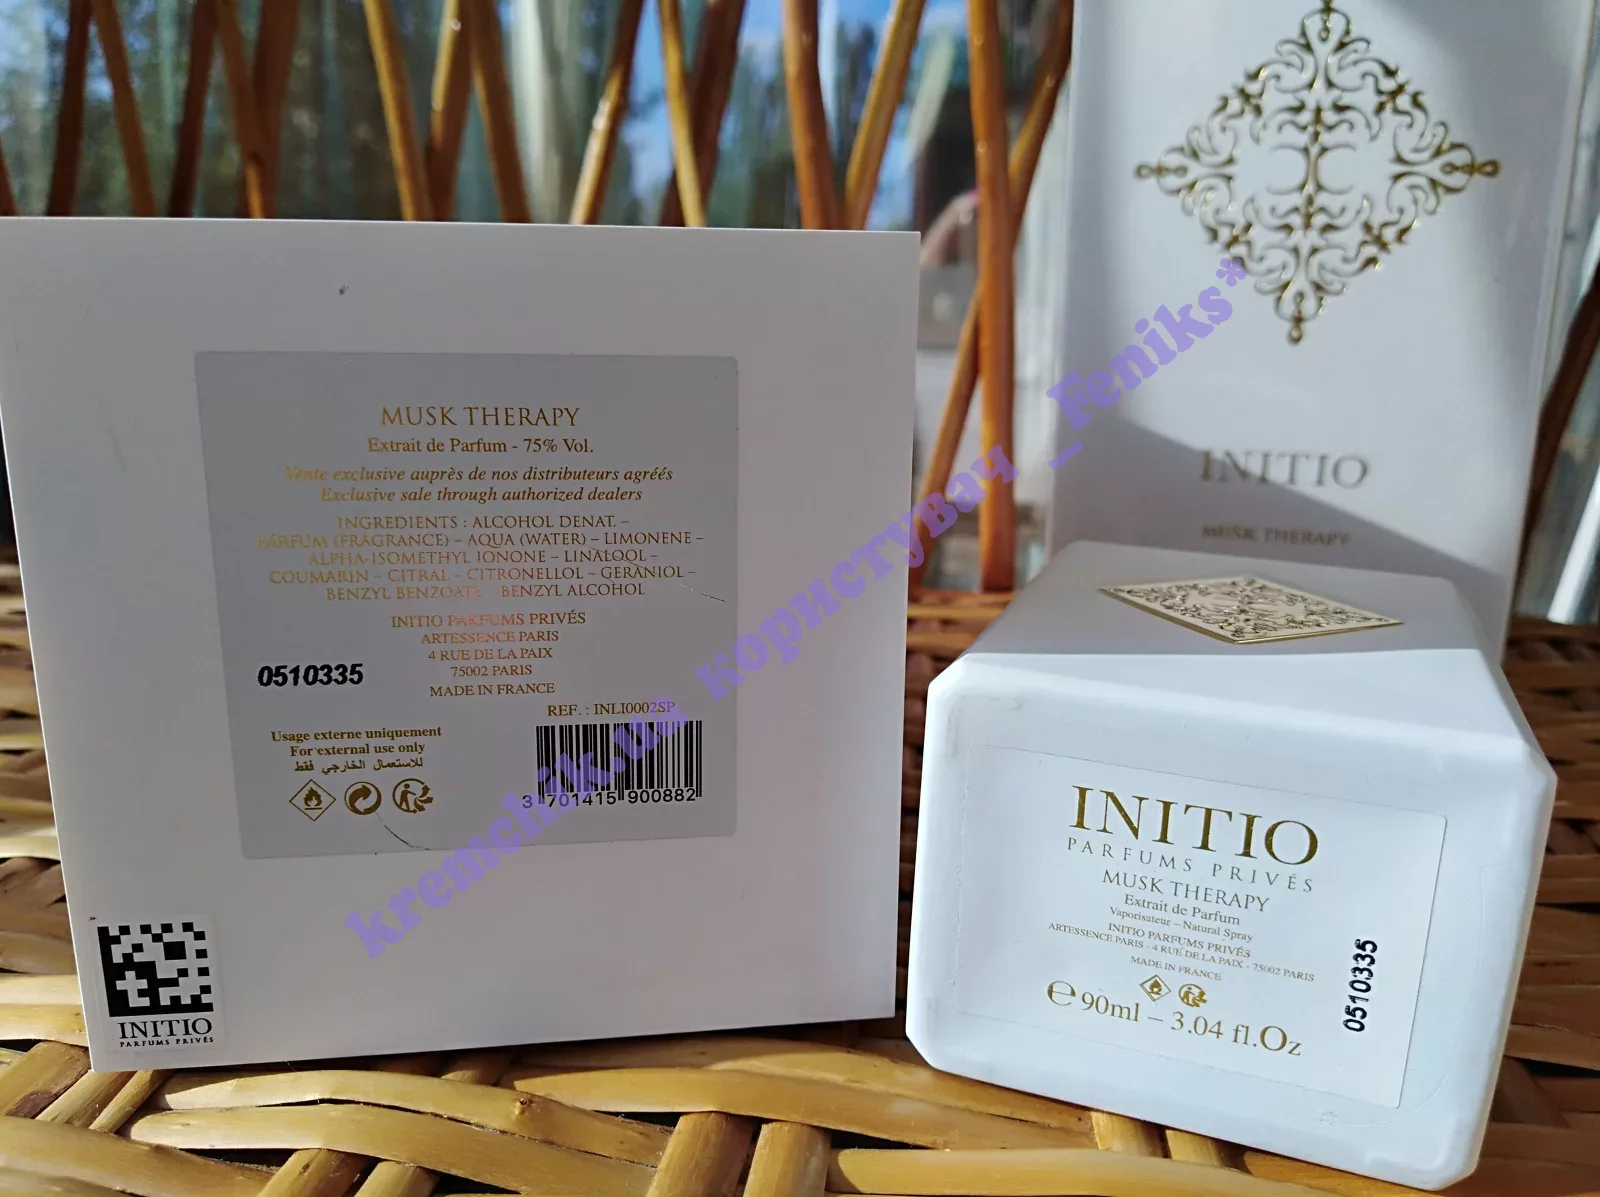 MUSK THERAPY
Extrait de Parfum - 75% Vol.
Vente exclusive auprès de nos distributeurs agréés
Exclusive sale through authorized dealers
INGREDIENTS : ALCOHOL DENAT. –
PARFUM (FRAGRANCE) – AQUA (WATER) – LIMONENE –
ALPHA-ISOMETHYL IONONE – LINALOOL –
COUMARIN – CITRAL – CITRONELLOL – GERANIOL –
BENZYL BENZOATE – BENZYL ALCOHOL
INITIO PARFUMS PRIVÉS
ARTESSENCE PARIS
4 RUE DE LA PAIX
75002 PARIS
MADE IN FRANCE
0510335
REF. : INLI0002SP
Usage externe uniquement
For external use only
للاستعمال الخارجي فقط
3 701415 900882
INITIO
PARFUMS PRIVÉS
INITIO
MUSK THERAPY
INITIO
PARFUMS PRIVÉS
MUSK THERAPY
Extrait de Parfum
Vaporisateur – Natural Spray
INITIO PARFUMS PRIVÉS
ARTESSENCE PARIS - 4 RUE DE LA PAIX - 75002 PARIS
MADE IN FRANCE
℮ 90ml – 3.04 fl.Oz
0510335
kremchik.ua користувач _Feniks*